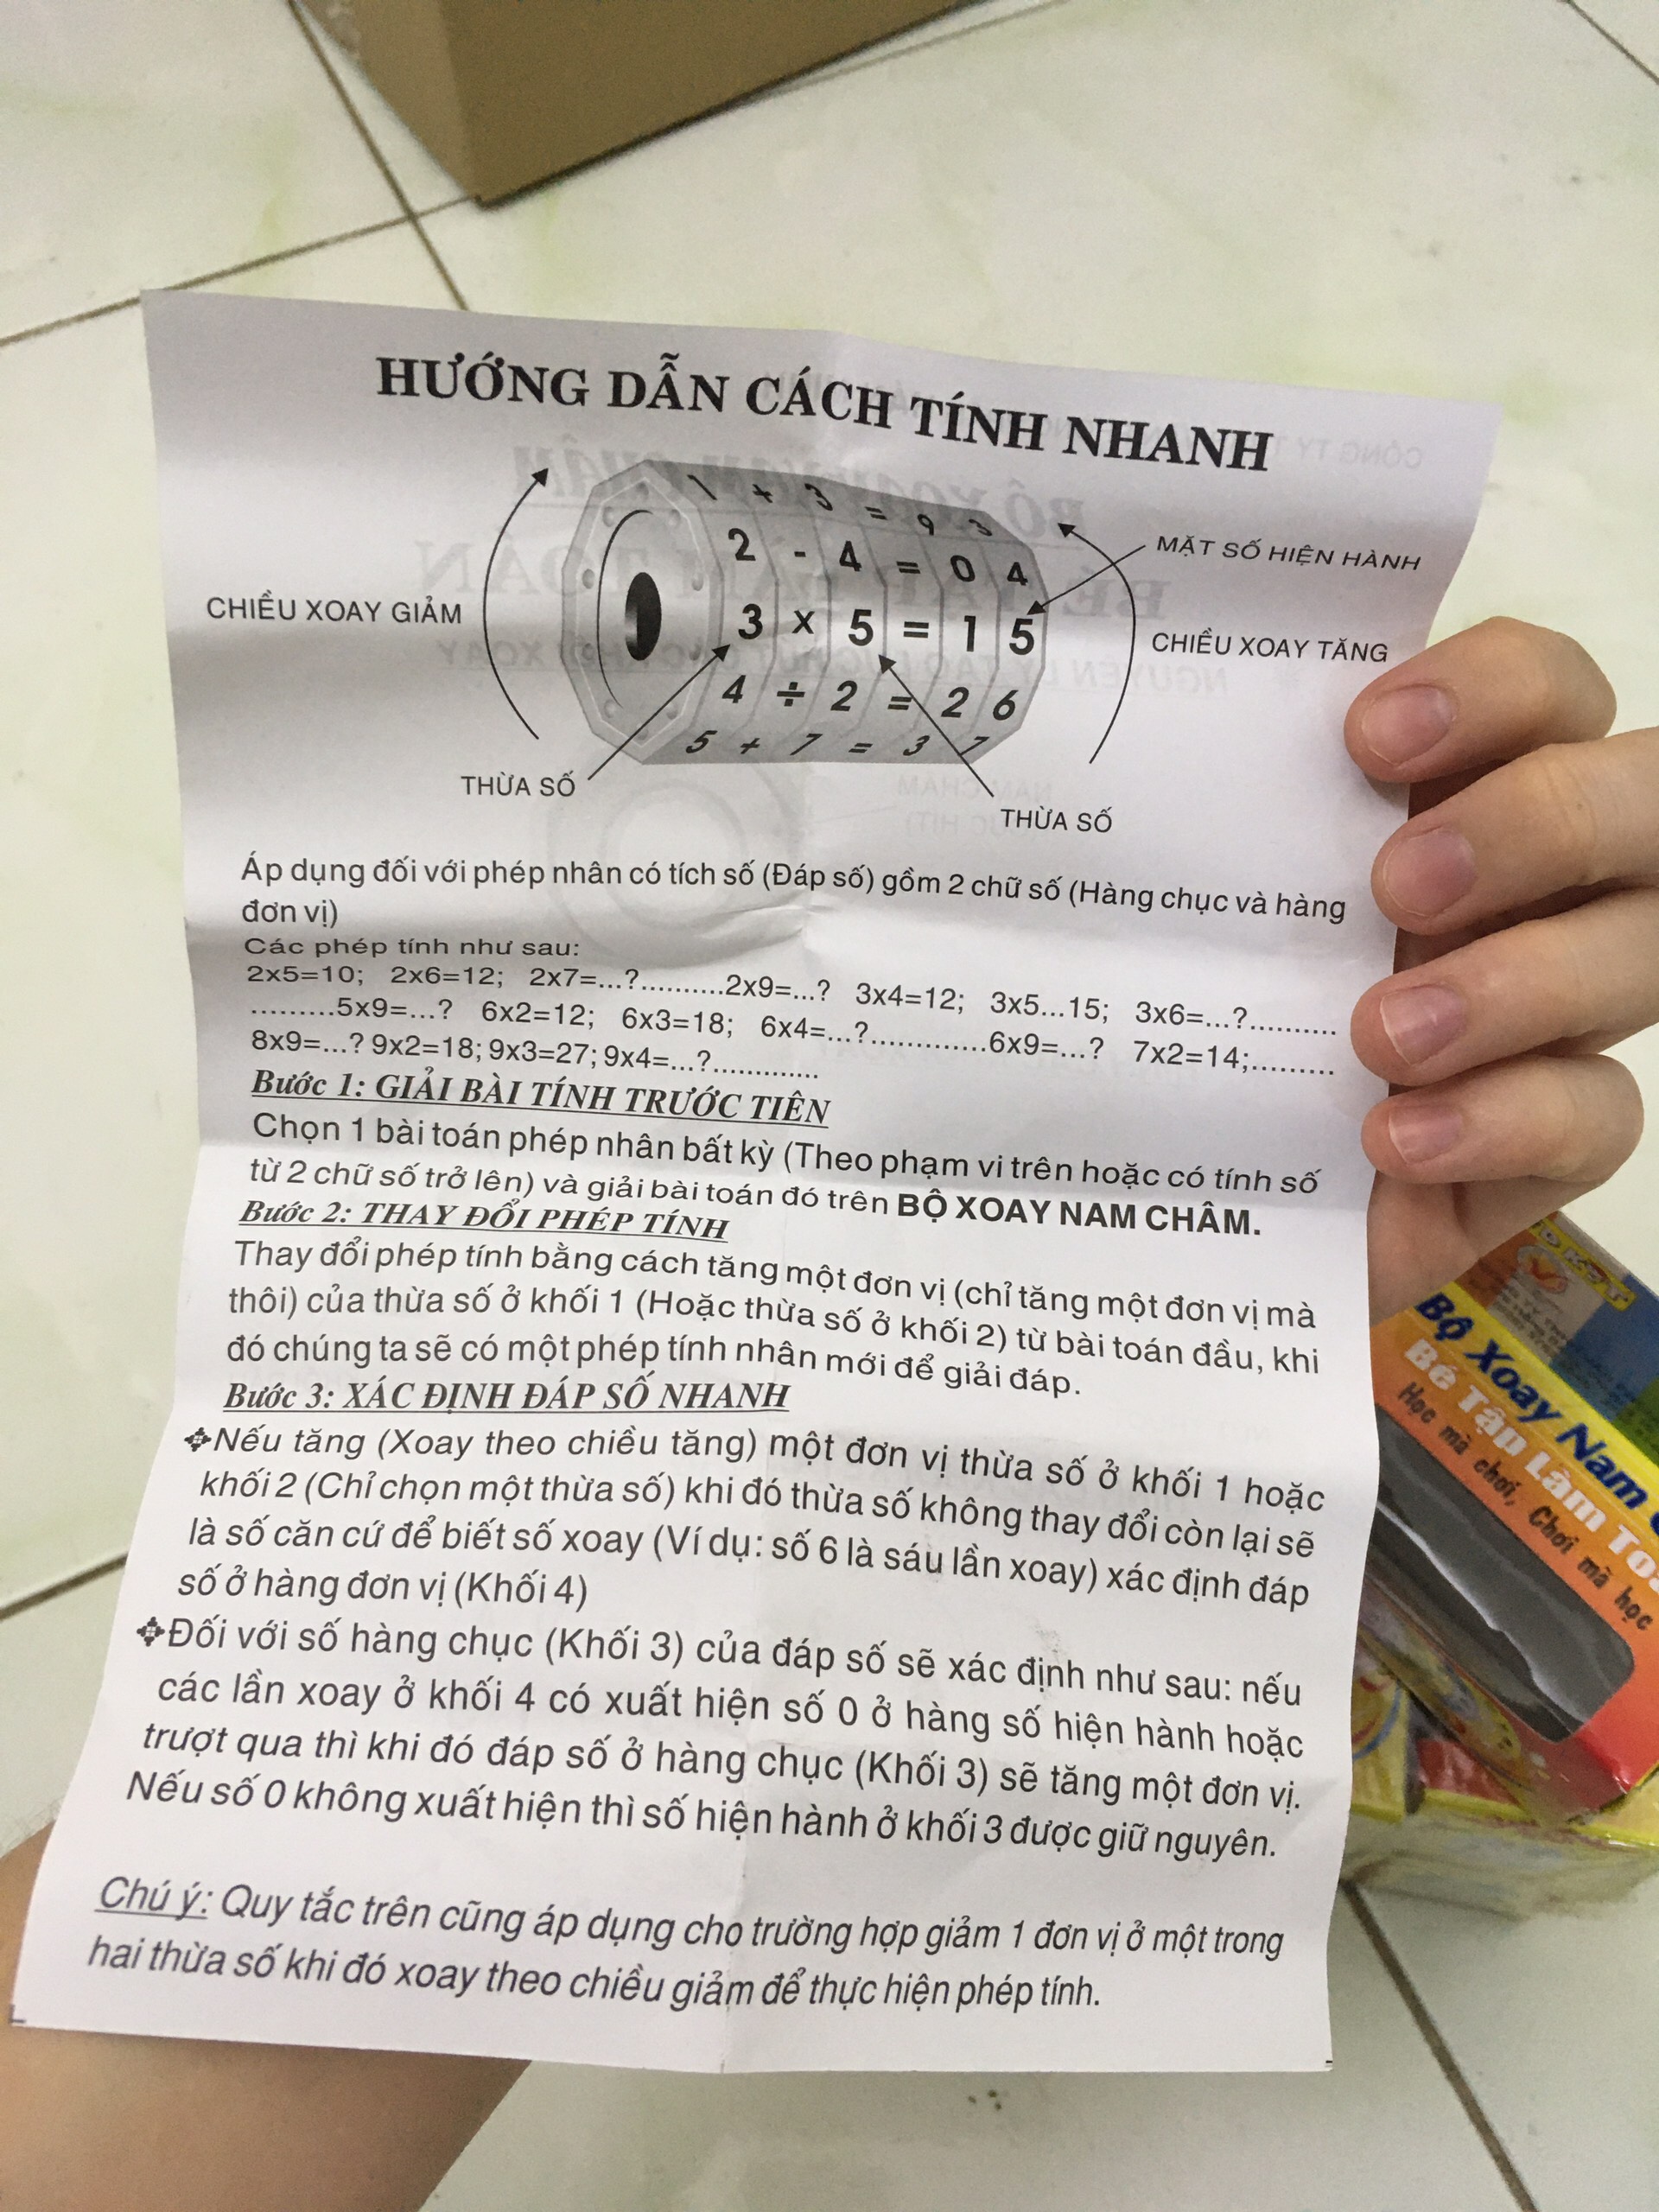 HƯỚNG DẪN CÁCH TÍNH NHANH
1 + 3 = 9 3
2 - 4 = 0 4
3 x 5 = 1 5
4 ÷ 2 = 2 6
5 + 7 = 3 7
MẶT SỐ HIỆN HÀNH
CHIỀU XOAY GIẢM
CHIỀU XOAY TĂNG
THỪA SỐ
THỪA SỐ
Áp dụng đối với phép nhân có tích số (Đáp số) gồm 2 chữ số (Hàng chục và hàng
đơn vị)
Các phép tính như sau:
2x5=10; 2x6=12; 2x7=...?..........2x9=...? 3x4=12; 3x5...15; 3x6=...?..........
.........5x9=...? 6x2=12; 6x3=18; 6x4=...?.............6x9=...? 7x2=14;.........
8x9=...? 9x2=18; 9x3=27; 9x4=...?............
Bước 1: GIẢI BÀI TÍNH TRƯỚC TIÊN
Chọn 1 bài toán phép nhân bất kỳ (Theo phạm vi trên hoặc có tính số
từ 2 chữ số trở lên) và giải bài toán đó trên BỘ XOAY NAM CHÂM.
Bước 2: THAY ĐỔI PHÉP TÍNH
Thay đổi phép tính bằng cách tăng một đơn vị (chỉ tăng một đơn vị mà
thôi) của thừa số ở khối 1 (Hoặc thừa số ở khối 2) từ bài toán đầu, khi
đó chúng ta sẽ có một phép tính nhân mới để giải đáp.
Bước 3: XÁC ĐỊNH ĐÁP SỐ NHANH
Nếu tăng (Xoay theo chiều tăng) một đơn vị thừa số ở khối 1 hoặc
khối 2 (Chỉ chọn một thừa số) khi đó thừa số không thay đổi còn lại sẽ
là số căn cứ để biết số xoay (Ví dụ: số 6 là sáu lần xoay) xác định đáp
số ở hàng đơn vị (Khối 4)
Đối với số hàng chục (Khối 3) của đáp số sẽ xác định như sau: nếu
các lần xoay ở khối 4 có xuất hiện số 0 ở hàng số hiện hành hoặc
trượt qua thì khi đó đáp số ở hàng chục (Khối 3) sẽ tăng một đơn vị.
Nếu số 0 không xuất hiện thì số hiện hành ở khối 3 được giữ nguyên.
Chú ý: Quy tắc trên cũng áp dụng cho trường hợp giảm 1 đơn vị ở một trong
hai thừa số khi đó xoay theo chiều giảm để thực hiện phép tính.
Bộ Xoay Nam
Bé Tập Làm
Học mà chơi, Chơi mà học